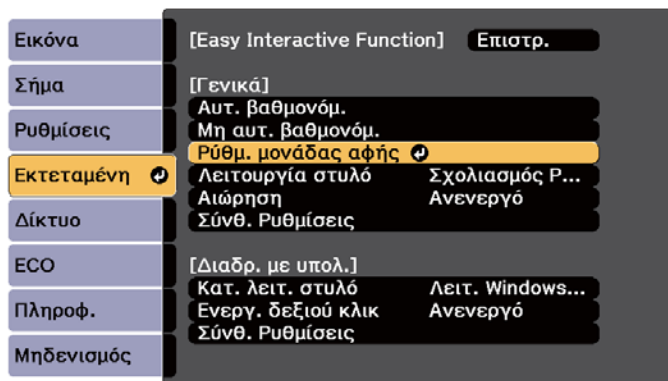 Εικόνα
Σήμα
Ρυθμίσεις
Εκτεταμένη
Δίκτυο
ECO
Πληροφ.
Μηδενισμός
[Easy Interactive Function] Επιστρ.
[Γενικά]
Αυτ. βαθμονόμ.
Μη αυτ. βαθμονόμ.
Ρύθμ. μονάδας αφής
Λειτουργία στυλό Σχολιασμός P...
Αιώρηση Ανενεργό
Σύνθ. Ρυθμίσεις
[Διαδρ. με υπολ.]
Κατ. λειτ. στυλό Λειτ. Windows...
Ενεργ. δεξιού κλικ Ανενεργό
Σύνθ. Ρυθμίσεις